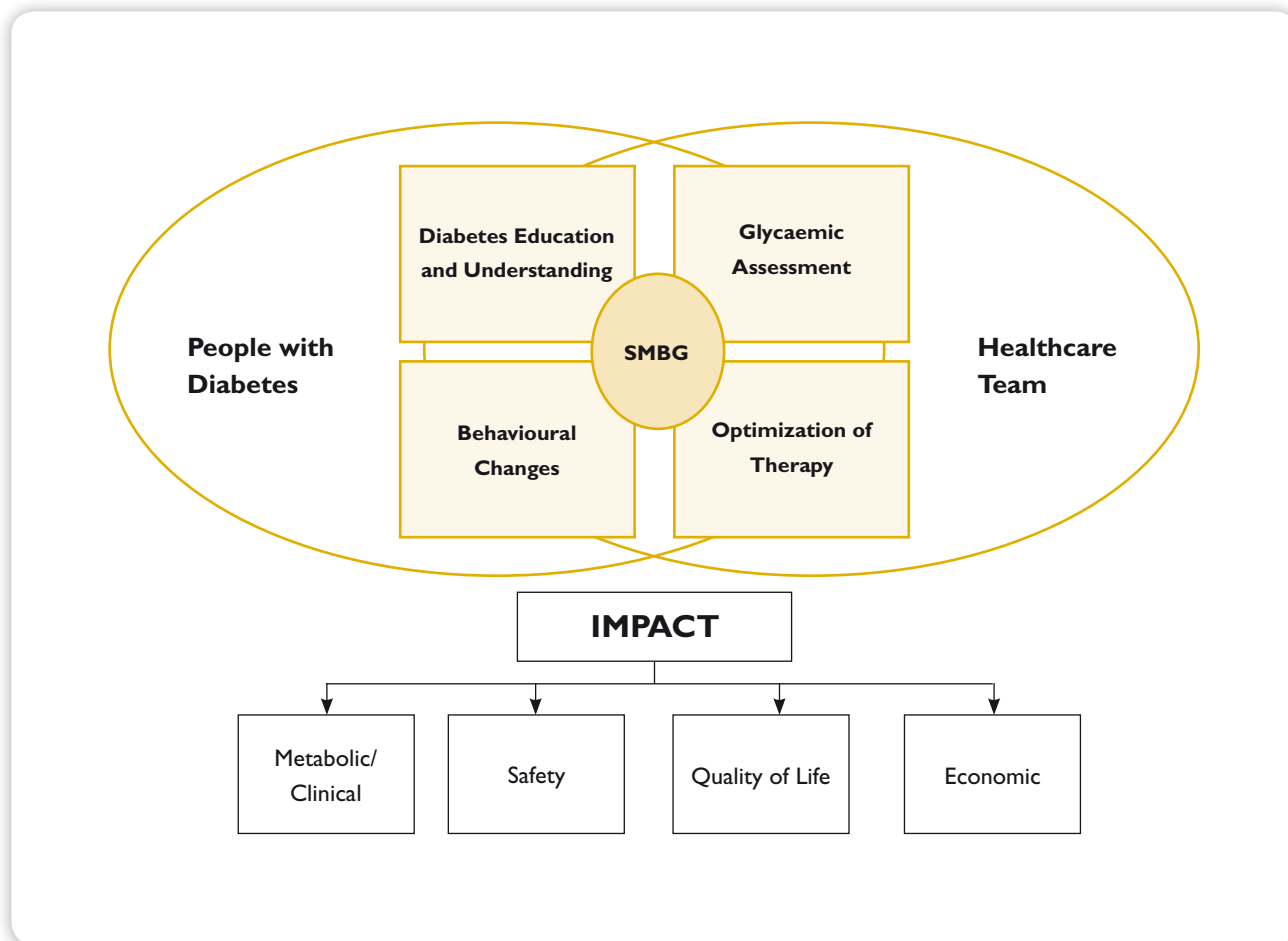 Diabetes Education
and Understanding
Glycaemic
Assessment
People with
Diabetes
SMBG
Healthcare
Team
Behavioural
Changes
Optimization of
Therapy
IMPACT
Metabolic/
Clinical
Safety
Quality of Life
Economic